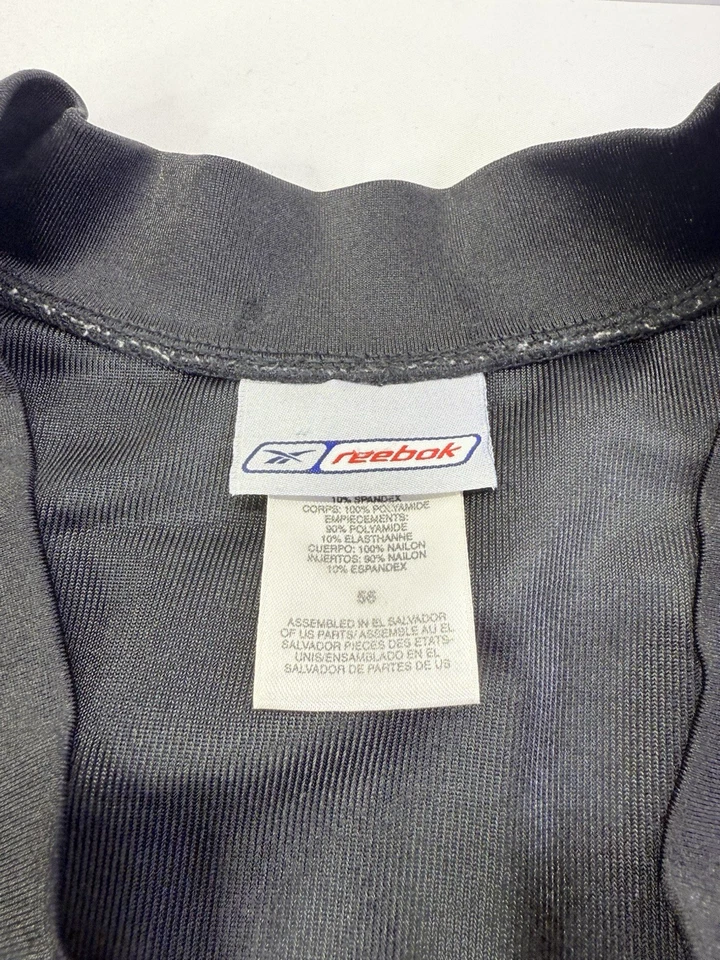 reebok
10% SPANDEX
CORPS: 100% POLYAMIDE
EMPIECEMENTS:
90% POLYAMIDE
10% ELASTHANNE
CUERPO: 100% NAILON
INJERTOS: 90% NAILON
10% ESPANDEX
56
ASSEMBLED IN EL SALVADOR
OF US PARTS/ASSEMBLE AU EL
SALVADOR PIECES DES ETATS-
UNIS/ENSAMBLADO EN EL
SALVADOR DE PARTES DE US